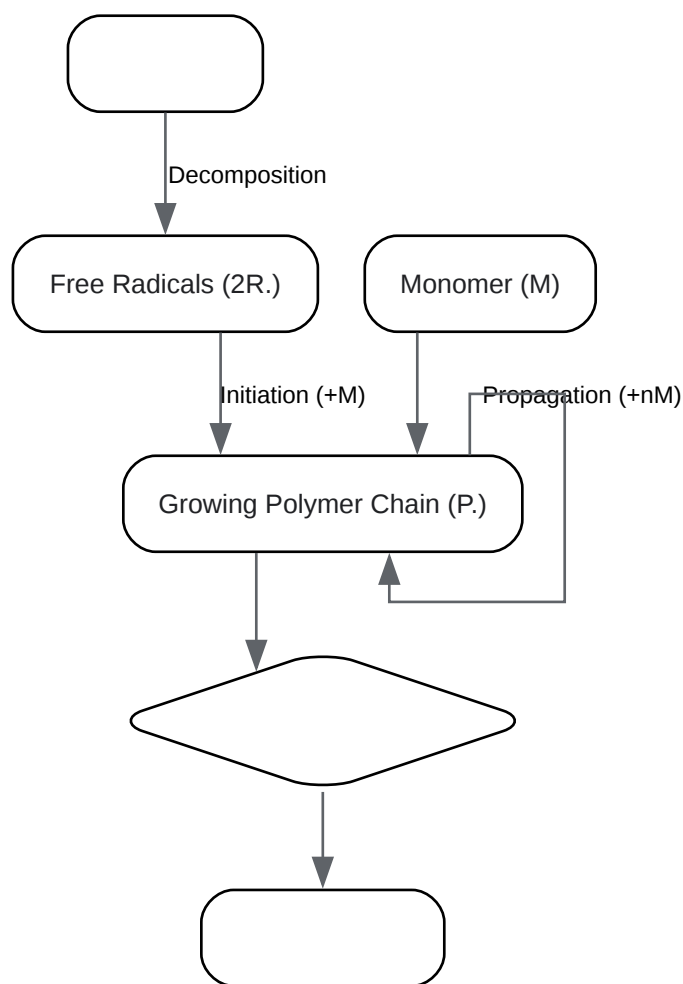 Decomposition
Free Radicals (2R.)
Monomer (M)
Initiation (+M)
Propagation (+nM)
Growing Polymer Chain (P.)